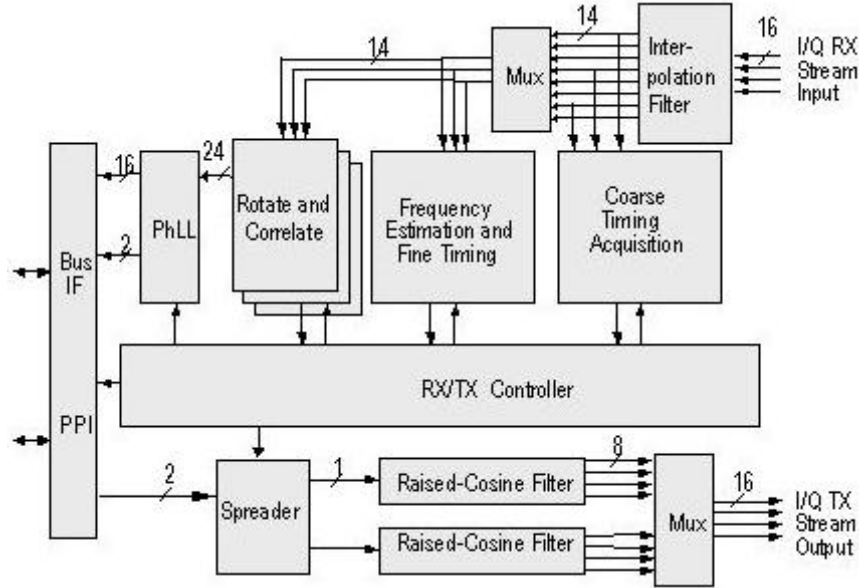 14
14
16
Inter-
polation
Filter
Mux
I/Q RX
Stream
Input
24
16
2
PhLL
Rotate and
Correlate
Frequency
Estimation and
Fine Timing
Coarse
Timing
Acquisition
Bus
IF
RX/TX Controller
PPI
2
1
8
16
Spreader
Raised-Cosine Filter
Raised-Cosine Filter
Mux
I/Q TX
Stream
Output